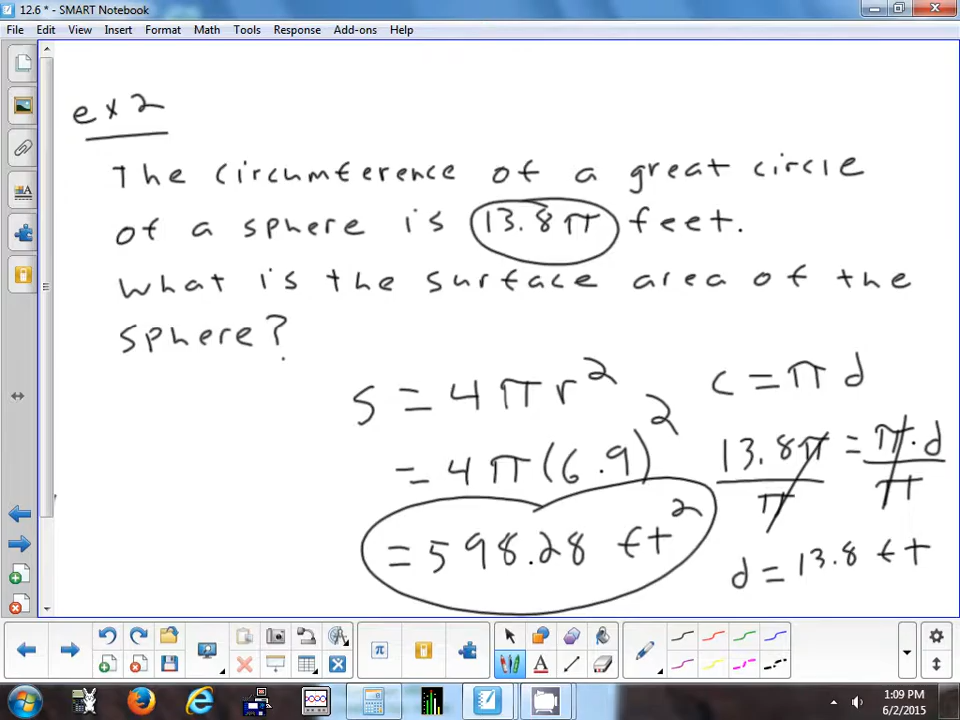 12.6 * - SMART Notebook
File Edit View Insert Format Math Tools Response Add-ons Help
ex 2
The circumference of a great circle
of a sphere is 13.8π feet.
What is the surface area of the
sphere?
S = 4πr²
= 4π(6.9)²
= 598.28 ft²
C = πd
13.8π = π·d
π π
d = 13.8 ft
1:09 PM
6/2/2015